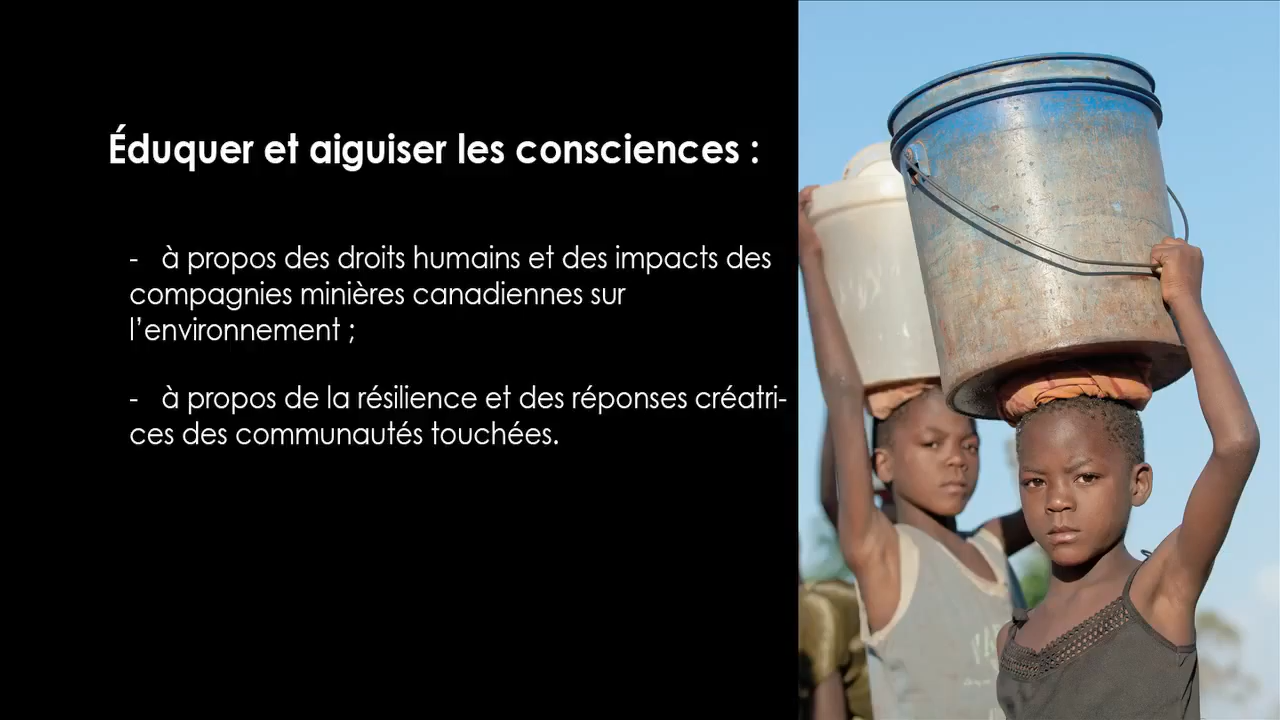 Éduquer et aiguiser les consciences :
- à propos des droits humains et des impacts des
compagnies minières canadiennes sur
l’environnement ;
- à propos de la résilience et des réponses créatri-
ces des communautés touchées.